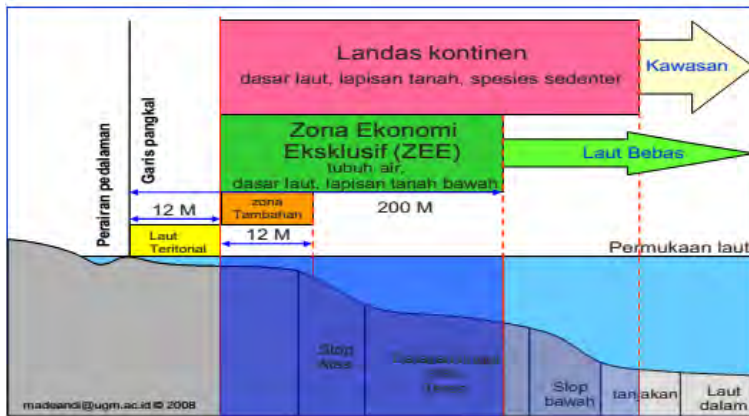 Landas kontinen
dasar laut, lapisan tanah, spesies sedenter
Kawasan
Zona Ekonomi
Eksklusif (ZEE)
tubuh air,
dasar laut, lapisan tanah bawah
Laut Bebas
Perairan pedalaman
Garis pangkal
12 M
zona
Tambahan
200 M
Laut
Teritorial
12 M
Permukaan laut
Slop
Slop
bawah
tanjakan
Laut
dalam
madeandi@ugm.ac.id © 2008